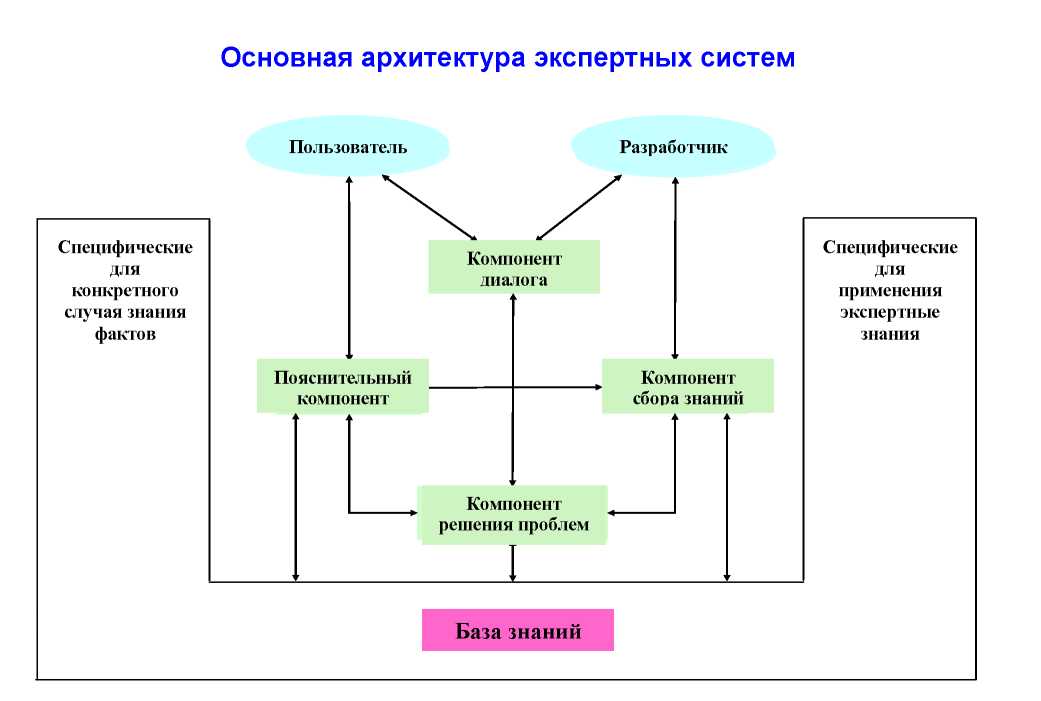 Основная архитектура экспертных систем
Пользователь
Разработчик
Специфические
для
конкретного
случая знания
фактов
Компонент
диалога
Специфические
для
применения
экспертные
знания
Пояснительный
компонент
Компонент
сбора знаний
Компонент
решения проблем
База знаний